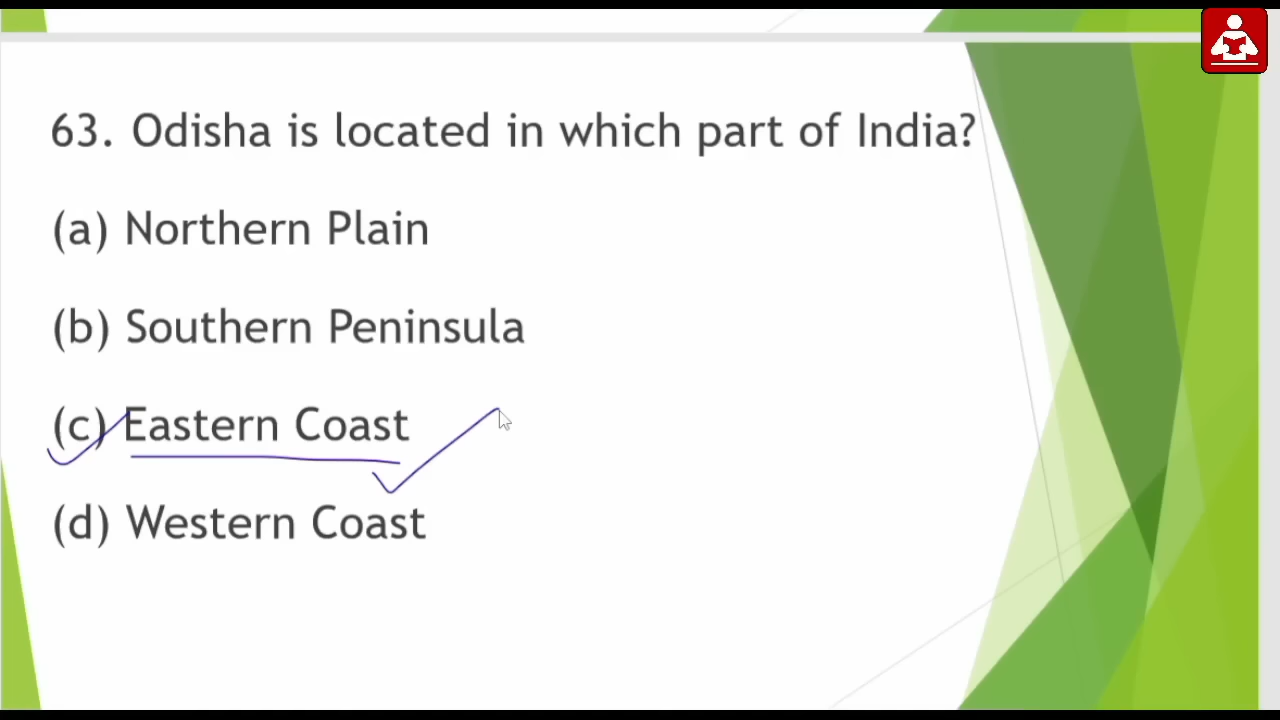 63. Odisha is located in which part of India?
(a) Northern Plain
(b) Southern Peninsula
(c) Eastern Coast
(d) Western Coast